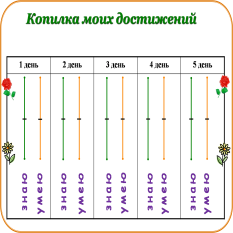 Копилка моих достижений
1 день 2 день 3 день 4 день 5 день
знаю умею знаю умею знаю умею знаю умею знаю умею